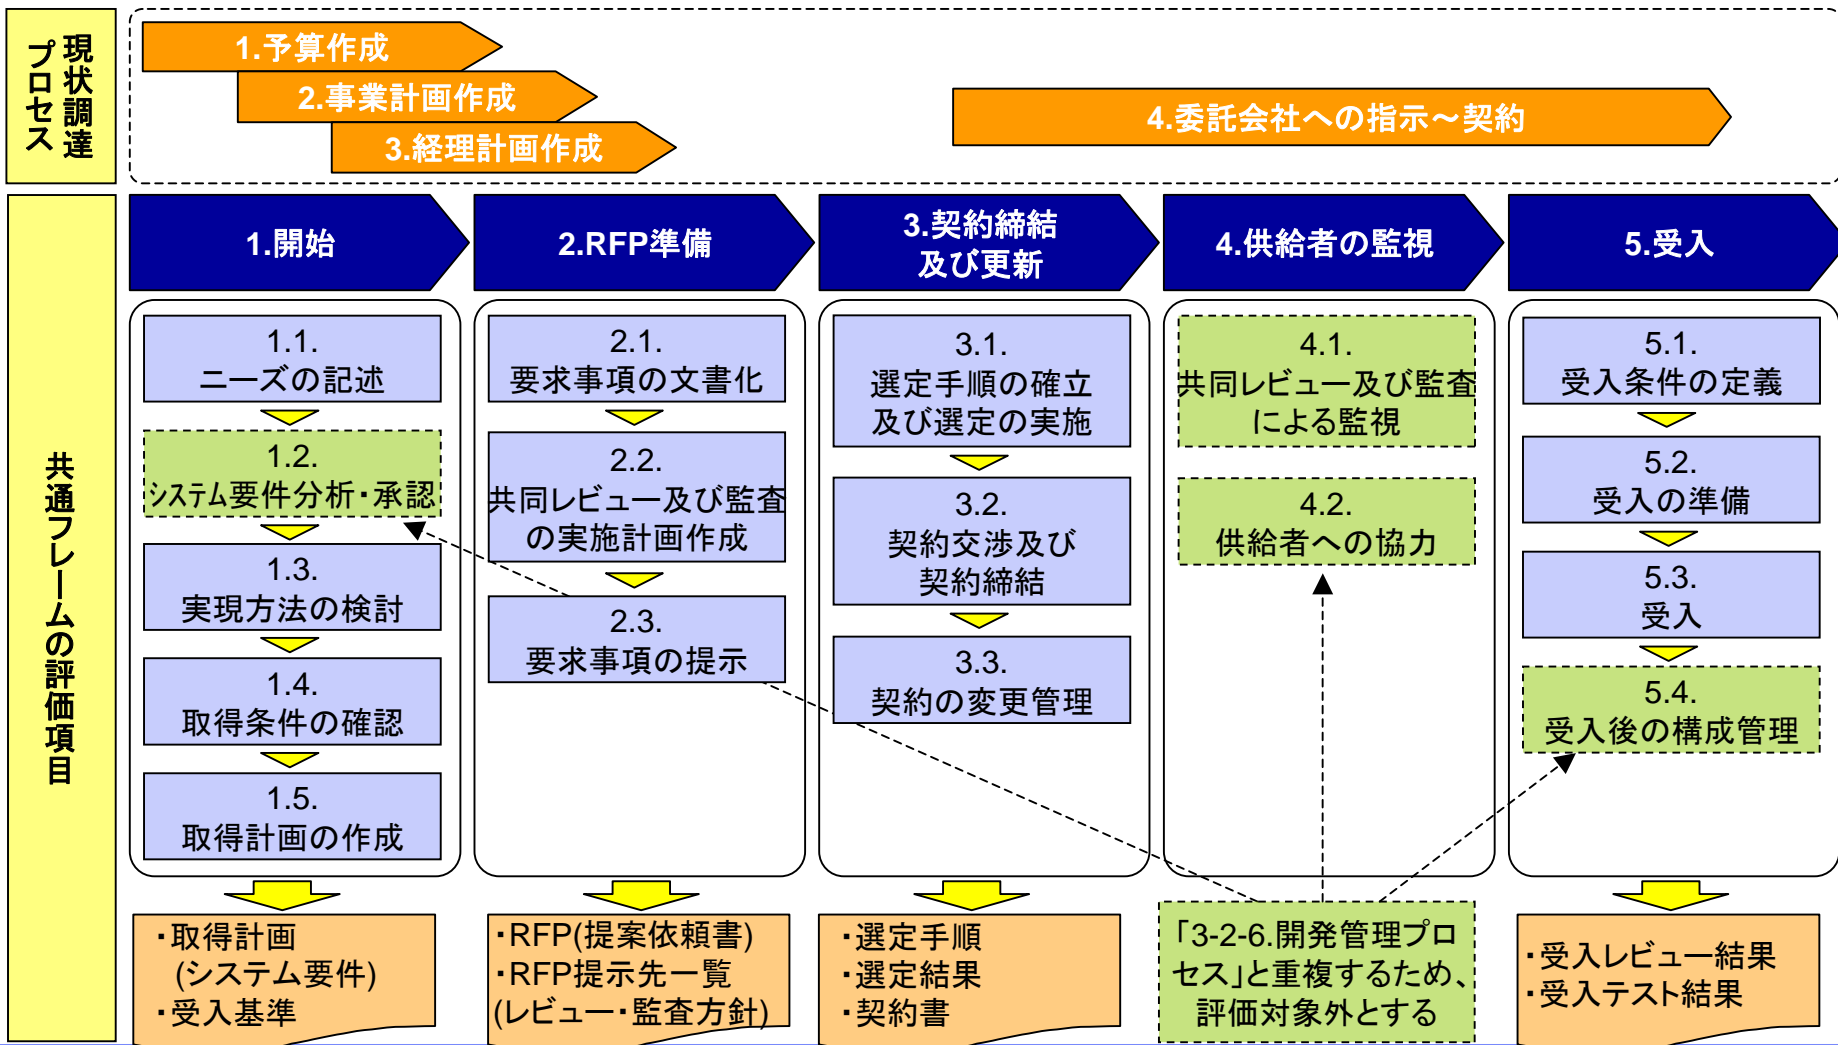 現状調達
プロセス
1.予算作成
2.事業計画作成
3.経理計画作成
4.委託会社への指示～契約
共通フレームの評価項目
1.開始
2.RFP準備
3.契約締結
及び更新
4.供給者の監視
5.受入
1.1.
ニーズの記述
1.2.
システム要件分析・承認
1.3.
実現方法の検討
1.4.
取得条件の確認
1.5.
取得計画の作成
2.1.
要求事項の文書化
2.2.
共同レビュー及び監査
の実施計画作成
2.3.
要求事項の提示
3.1.
選定手順の確立
及び選定の実施
3.2.
契約交渉及び
契約締結
3.3.
契約の変更管理
4.1.
共同レビュー及び監査
による監視
4.2.
供給者への協力
5.1.
受入条件の定義
5.2.
受入の準備
5.3.
受入
5.4.
受入後の構成管理
・取得計画
(システム要件)
・受入基準
・RFP(提案依頼書)
・RFP提示先一覧
(レビュー・監査方針)
・選定手順
・選定結果
・契約書
「3-2-6.開発管理プロ
セス」と重複するため、
評価対象外とする
・受入レビュー結果
・受入テスト結果